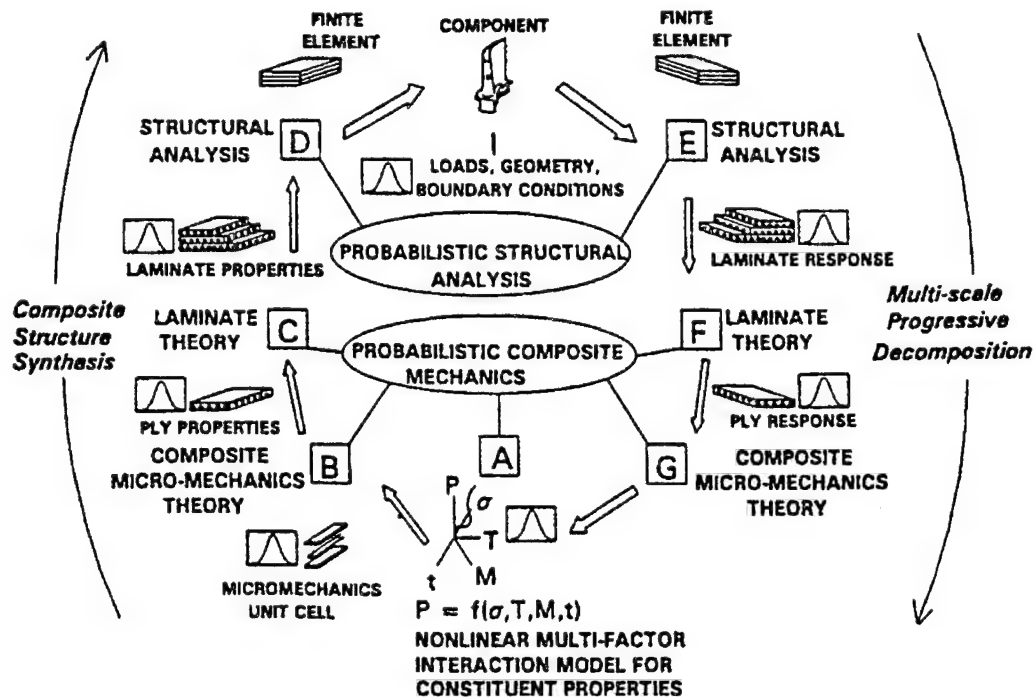 FINITE
ELEMENT
COMPONENT
FINITE
ELEMENT
STRUCTURAL
ANALYSIS
D
E
STRUCTURAL
ANALYSIS
LOADS, GEOMETRY,
BOUNDARY CONDITIONS
LAMINATE PROPERTIES
PROBABILISTIC STRUCTURAL
ANALYSIS
LAMINATE RESPONSE
Composite
Structure
Synthesis
LAMINATE
THEORY
C
PROBABILISTIC COMPOSITE
MECHANICS
F
LAMINATE
THEORY
Multi-scale
Progressive
Decomposition
PLY PROPERTIES
PLY RESPONSE
COMPOSITE
MICRO-MECHANICS
THEORY
B
A
G
COMPOSITE
MICRO-MECHANICS
THEORY
P
σ
T
t
M
MICROMECHANICS
UNIT CELL
P = f(σ,T,M,t)
NONLINEAR MULTI-FACTOR
INTERACTION MODEL FOR
CONSTITUENT PROPERTIES